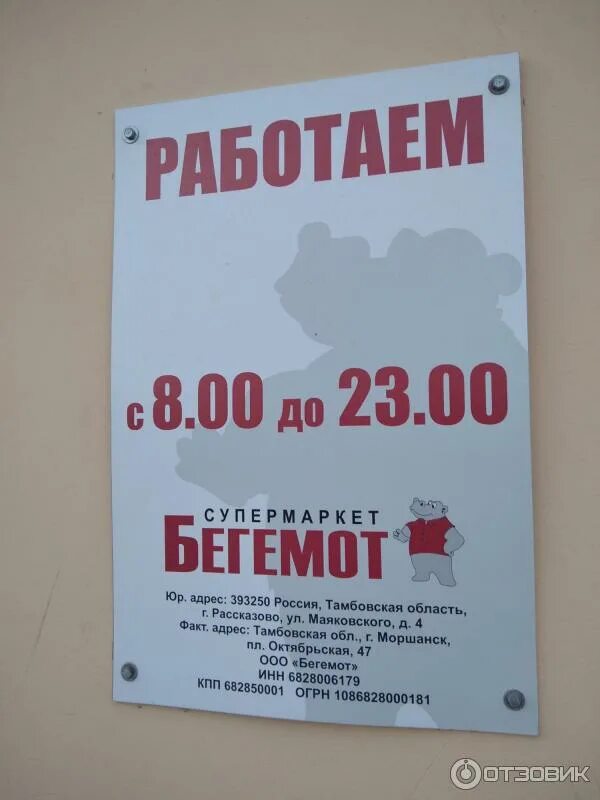 РАБОТАЕМ
с 8.00 до 23.00
СУПЕРМАРКЕТ
БЕГЕМОТ
Юр. адрес: 393250 Россия, Тамбовская область,
г. Рассказово, ул. Маяковского, д. 4
Факт. адрес: Тамбовская обл., г. Моршанск,
пл. Октябрьская, 47
ООО «Бегемот»
ИНН 6828006179
КПП 682850001 ОГРН 1086828000181
ОТЗОВИК